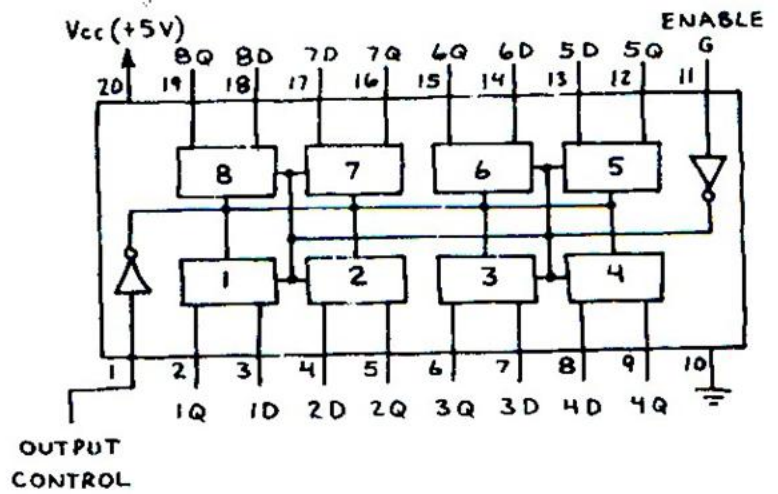 Vcc (+5V)
ENABLE
8Q 8D 7D 7Q 6Q 6D 5D 5Q G
20 19 18 17 16 15 14 13 12 11
8 7 6 5
1 2 3 4
1 2 3 4 5 6 7 8 9 10
1Q 1D 2D 2Q 3Q 3D 4D 4Q
OUTPUT
CONTROL